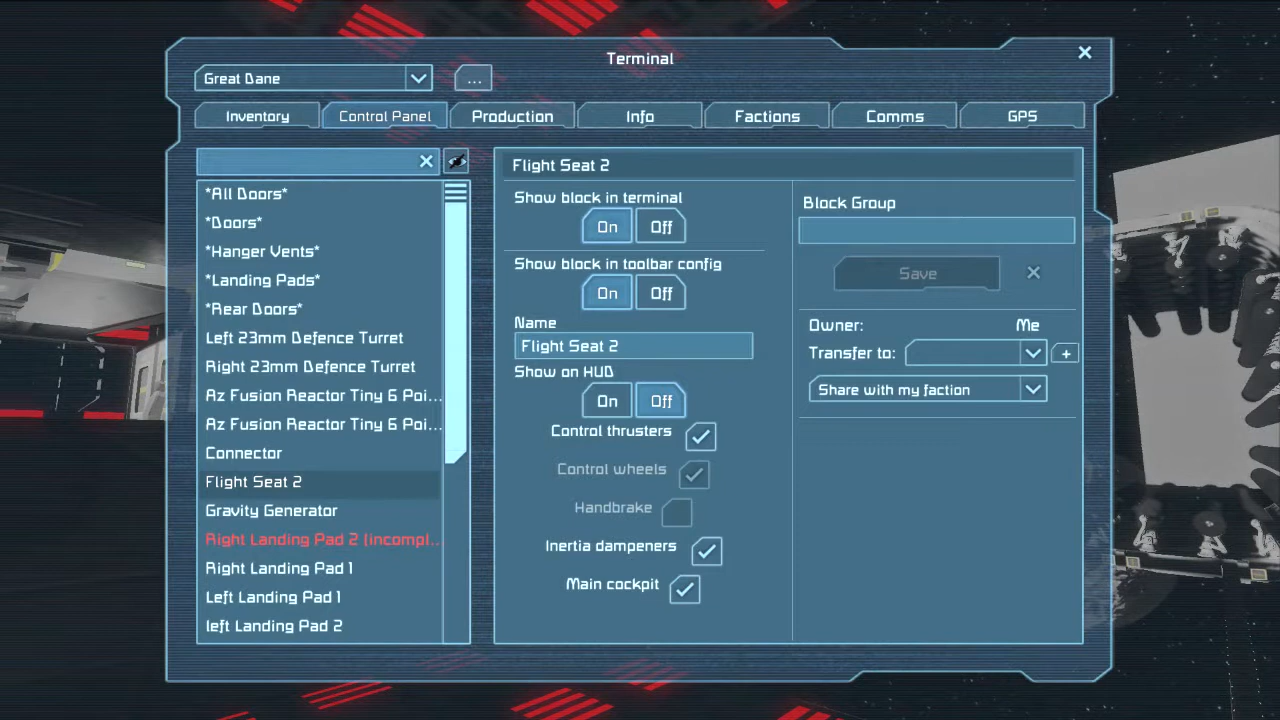 Terminal
Great Dane
...
Inventory
Control Panel
Production
Info
Factions
Comms
GPS
*All Doors*
*Doors*
*Hanger Vents*
*Landing Pads*
*Rear Doors*
Left 23mm Defence Turret
Right 23mm Defence Turret
Az Fusion Reactor Tiny 6 Poi...
Az Fusion Reactor Tiny 6 Poi...
Connector
Flight Seat 2
Gravity Generator
Right Landing Pad 2 (incompl...
Right Landing Pad 1
Left Landing Pad 1
left Landing Pad 2
Flight Seat 2
Show block in terminal
On Off
Show block in toolbar config
On Off
Name
Flight Seat 2
Show on HUD
On Off
Control thrusters
Control wheels
Handbrake
Inertia dampeners
Main cockpit
Block Group
Save
Owner: Me
Transfer to:
Share with my faction